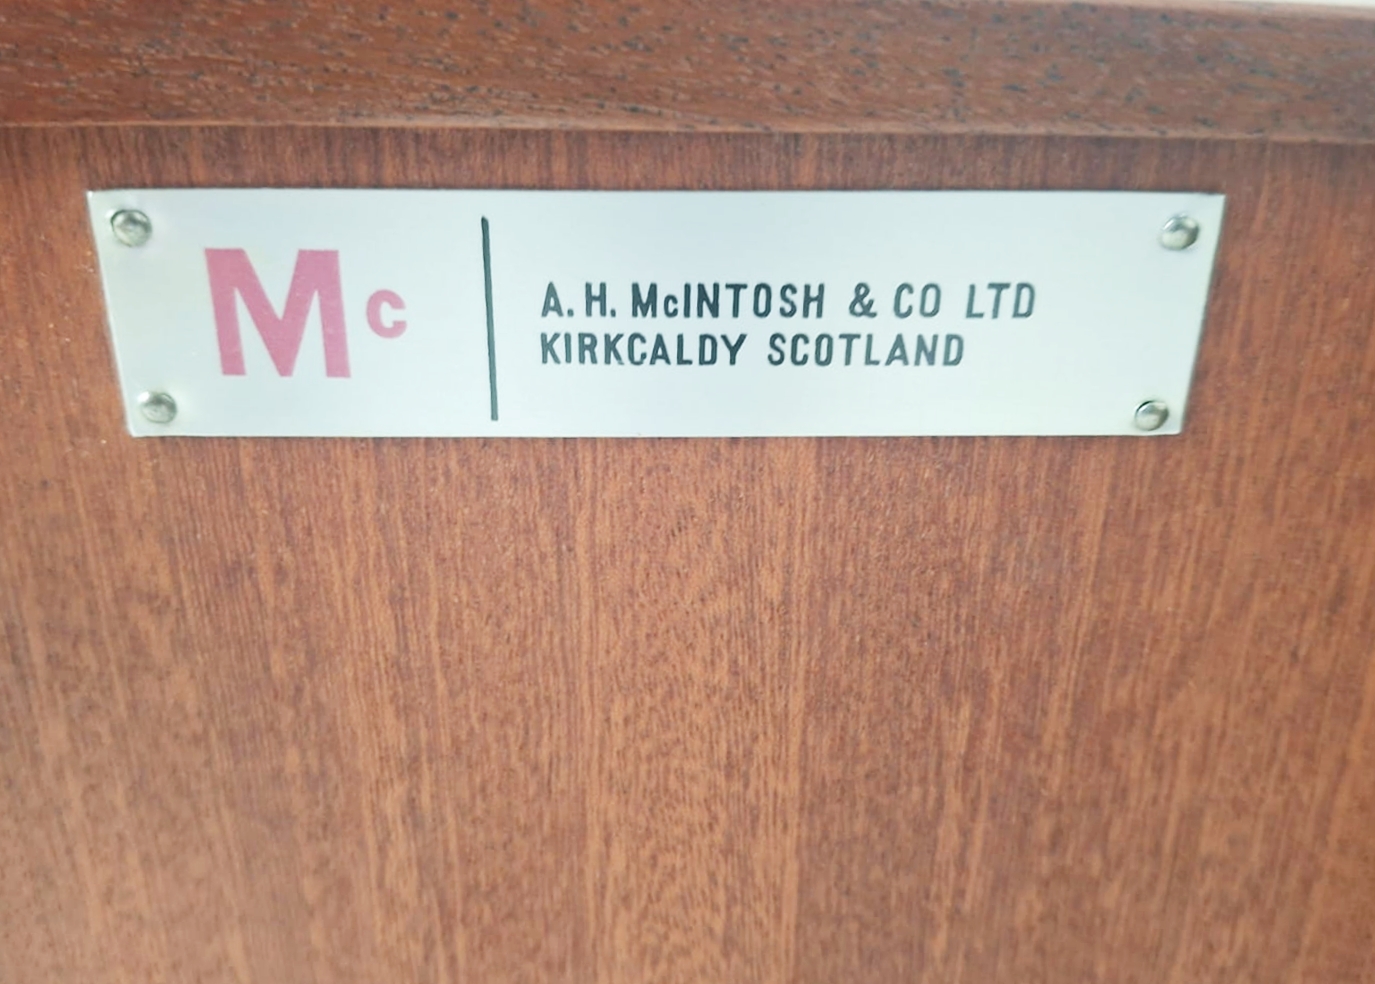 Mc
A. H. McINTOSH & CO LTD
KIRKCALDY SCOTLAND